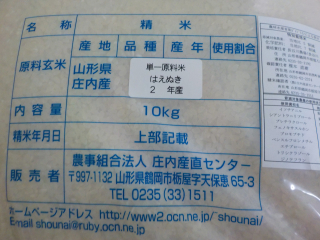 名称 精米
産地 品種 産年 使用割合
原料玄米 山形県 庄内産 単一原料米 はえぬき 2年産
内容量 10kg
精米年月日 上部記載
販売者 農事組合法人 庄内産直センター
〒997-1131 山形県鶴岡市栃屋字天保恵65-3
TEL 0235(33)1511
ホームページアドレス http://www2.ocn.ne.jp/~shounai/
E-mail shounai@ruby.ocn.ne.jp